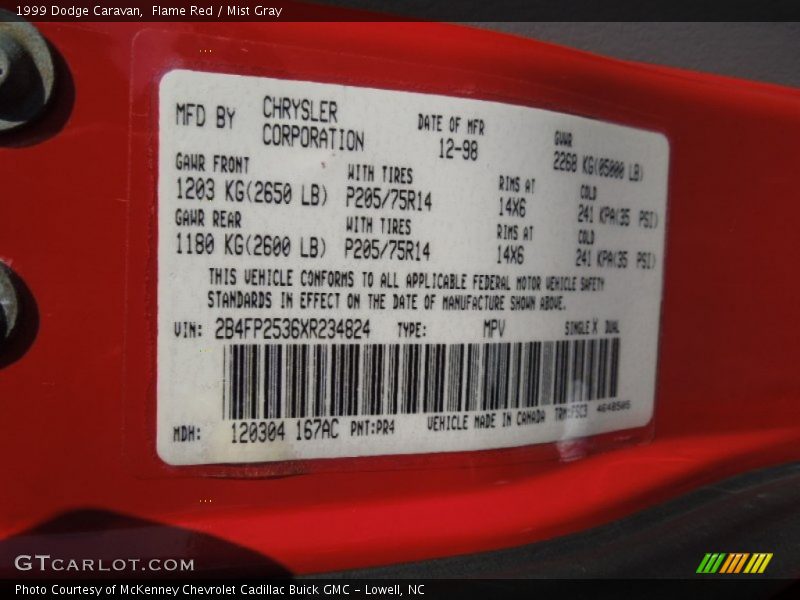 1999 Dodge Caravan,  Flame Red / Mist Gray
MFD BY CHRYSLER CORPORATION DATE OF MFR 12-98 GVWR 2268 KG(05000 LB)
GAWR FRONT WITH TIRES RIMS AT COLD
1203 KG(2650 LB) P205/75R14 14X6 241 KPA(35 PSI)
GAWR REAR WITH TIRES RIMS AT COLD
1180 KG(2600 LB) P205/75R14 14X6 241 KPA(35 PSI)
THIS VEHICLE CONFORMS TO ALL APPLICABLE FEDERAL MOTOR VEHICLE SAFETY
STANDARDS IN EFFECT ON THE DATE OF MANUFACTURE SHOWN ABOVE.
VIN: 2B4FP2536XR234824 TYPE: MPV SINGLE X DUAL
MDH: 120304 167AC PNT:PR4 VEHICLE MADE IN CANADA TRM:FSC3 4648505
GTCARLOT.COM
Photo Courtesy of McKenney Chevrolet Cadillac Buick GMC - Lowell, NC